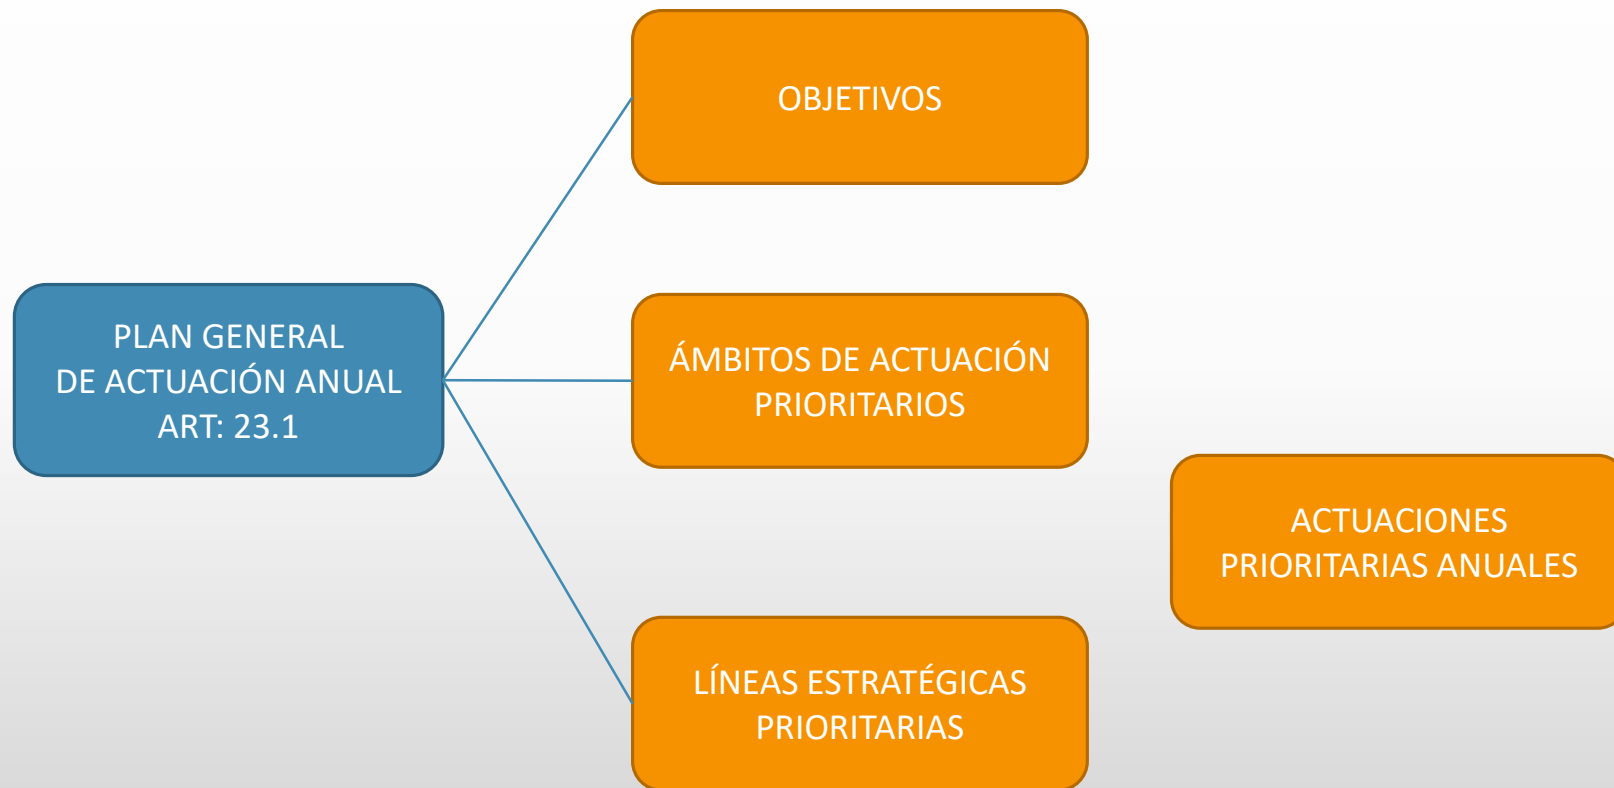 PLAN GENERAL
DE ACTUACIÓN ANUAL
ART: 23.1
OBJETIVOS
ÁMBITOS DE ACTUACIÓN
PRIORITARIOS
LÍNEAS ESTRATÉGICAS
PRIORITARIAS
ACTUACIONES
PRIORITARIAS ANUALES